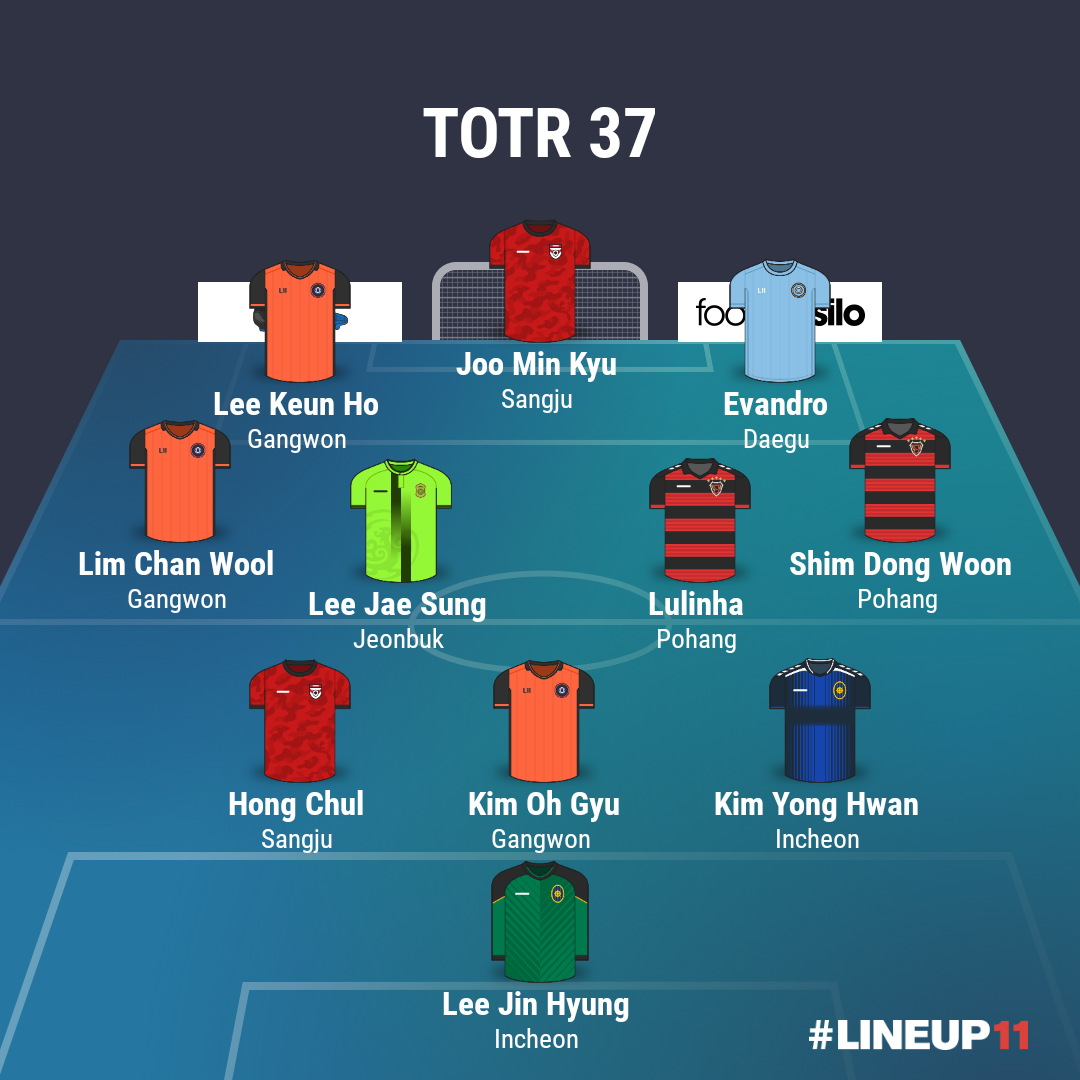 TOTR 37
foo silo
Joo Min Kyu
Sangju
Lee Keun Ho
Gangwon
Evandro
Daegu
Lim Chan Wool
Gangwon
Shim Dong Woon
Pohang
Lee Jae Sung
Jeonbuk
Lulinha
Pohang
Hong Chul
Sangju
Kim Oh Gyu
Gangwon
Kim Yong Hwan
Incheon
Lee Jin Hyung
Incheon
#LINEUP11